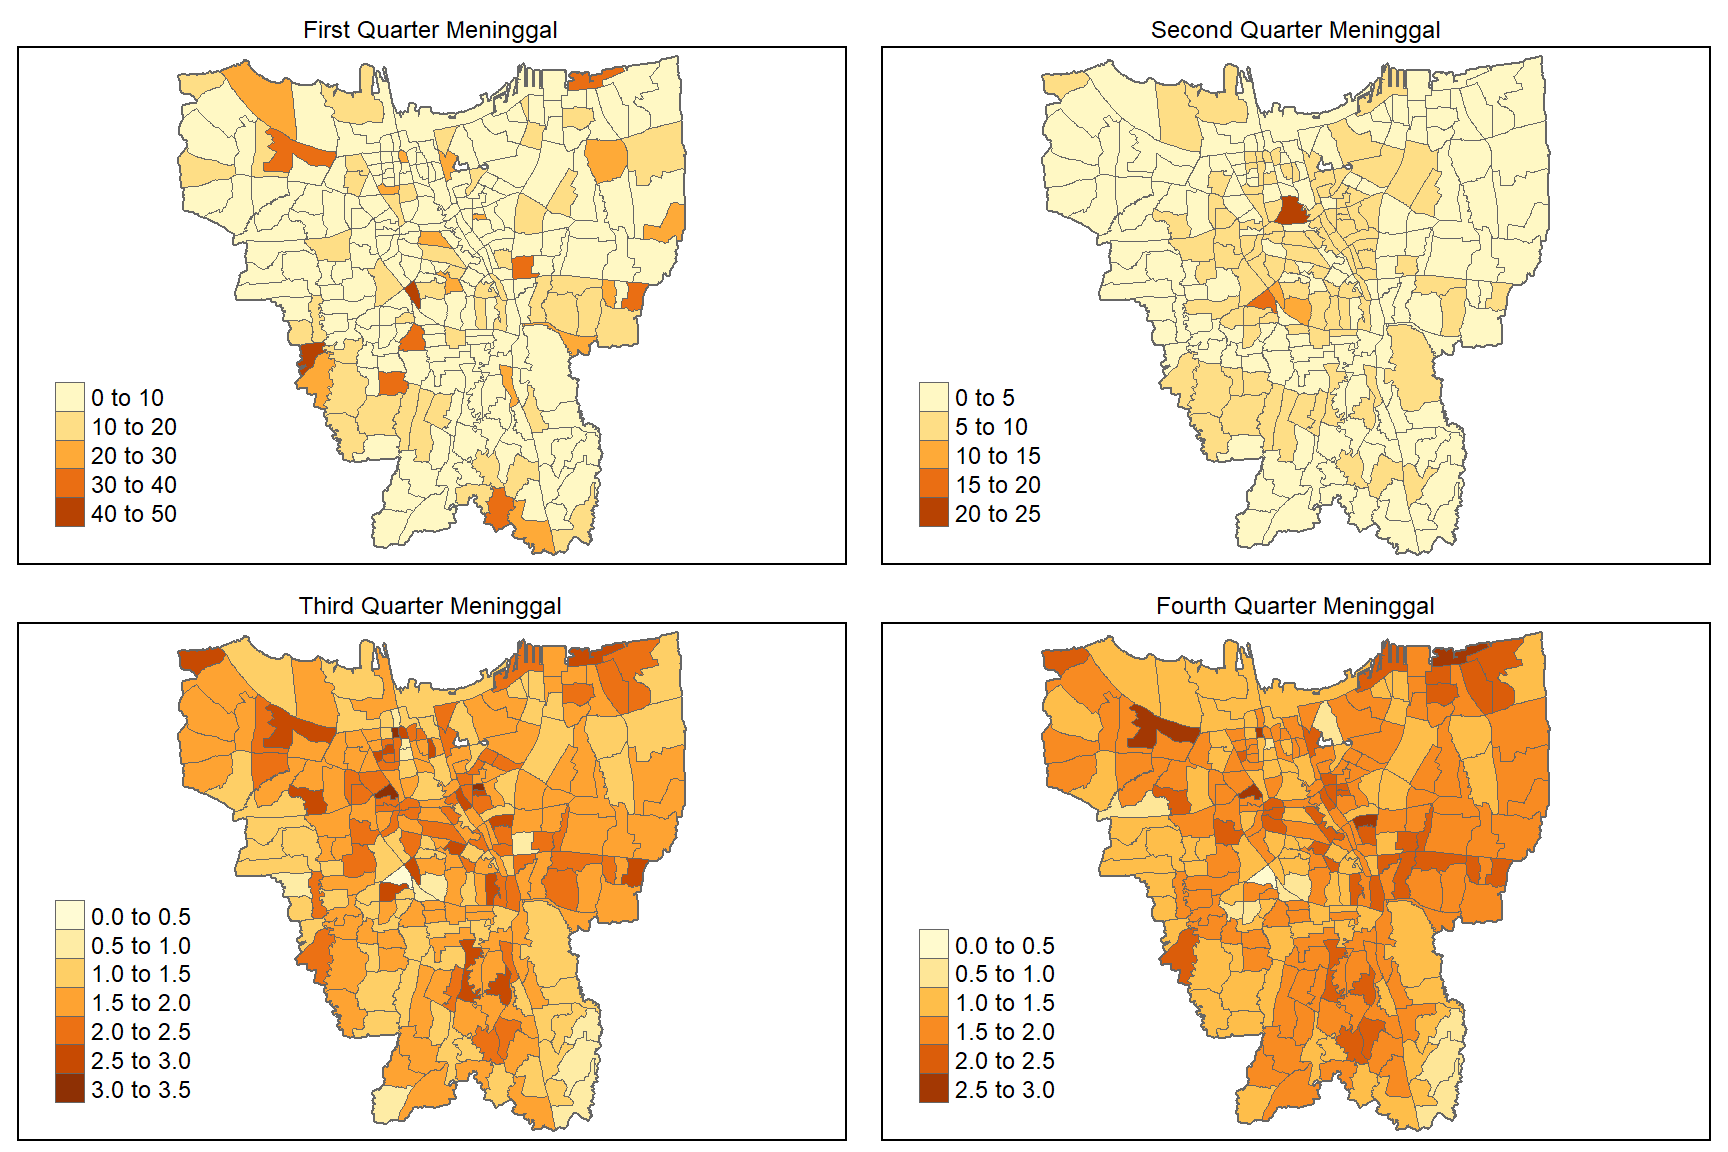 First Quarter Meninggal
0 to 10
10 to 20
20 to 30
30 to 40
40 to 50
Second Quarter Meninggal
0 to 5
5 to 10
10 to 15
15 to 20
20 to 25
Third Quarter Meninggal
0.0 to 0.5
0.5 to 1.0
1.0 to 1.5
1.5 to 2.0
2.0 to 2.5
2.5 to 3.0
3.0 to 3.5
Fourth Quarter Meninggal
0.0 to 0.5
0.5 to 1.0
1.0 to 1.5
1.5 to 2.0
2.0 to 2.5
2.5 to 3.0